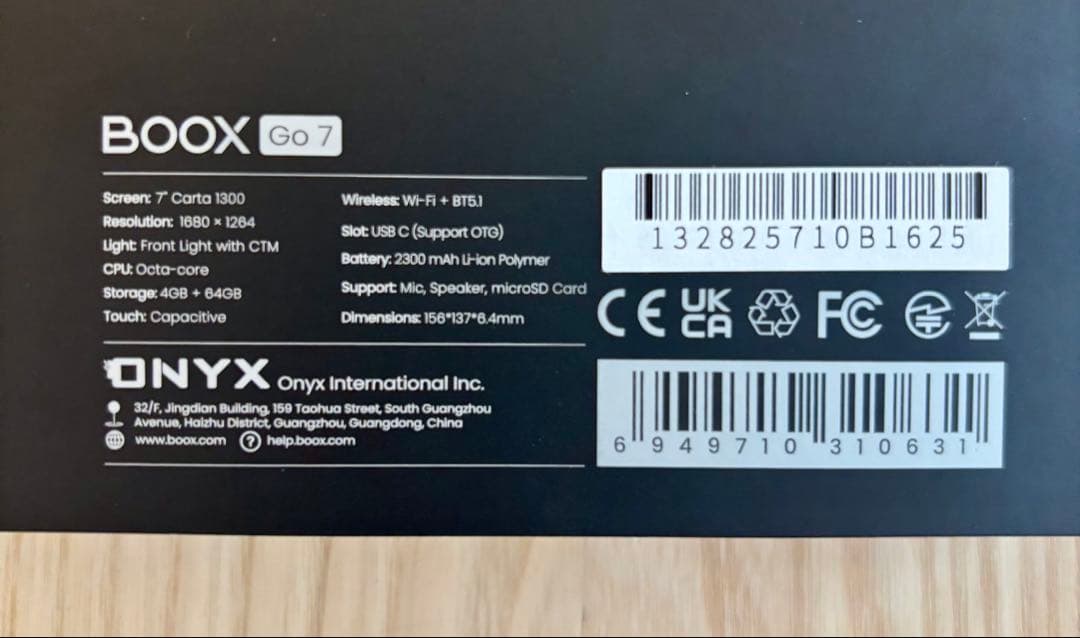 BOOX Go 7
Screen: 7" Carta 1300
Resolution: 1680 × 1264
Light: Front Light with CTM
CPU: Octa-core
Storage: 4GB + 64GB
Touch: Capacitive
Wireless: Wi-Fi + BT5.1
Slot: USB C (Support OTG)
Battery: 2300 mAh Li-ion Polymer
Support: Mic, Speaker, microSD Card
Dimensions: 156*137*6.4mm
ONYX Onyx International Inc.
32/F, Jingdian Building, 159 Taohua Street, South Guangzhou
Avenue, Haizhu District, Guangzhou, Guangdong, China
www.boox.com ? help.boox.com
132825710B1625
CE UK
CA FC
6 949710 310631